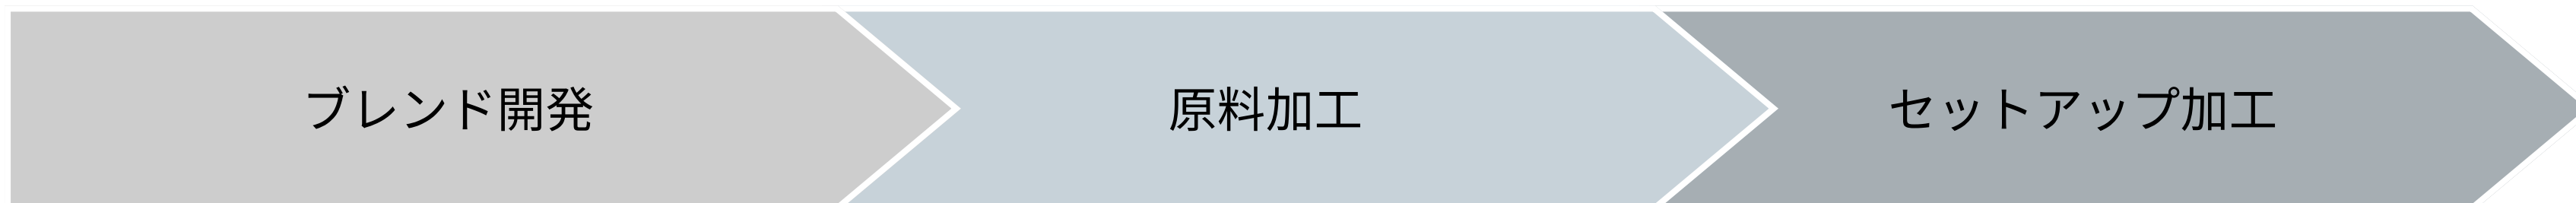 ブレンド開発
原料加工
セットアップ加工